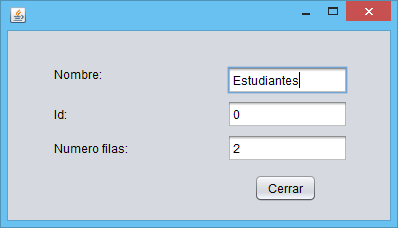 Nombre: Estudiantes
Id: 0
Numero filas: 2
Cerrar